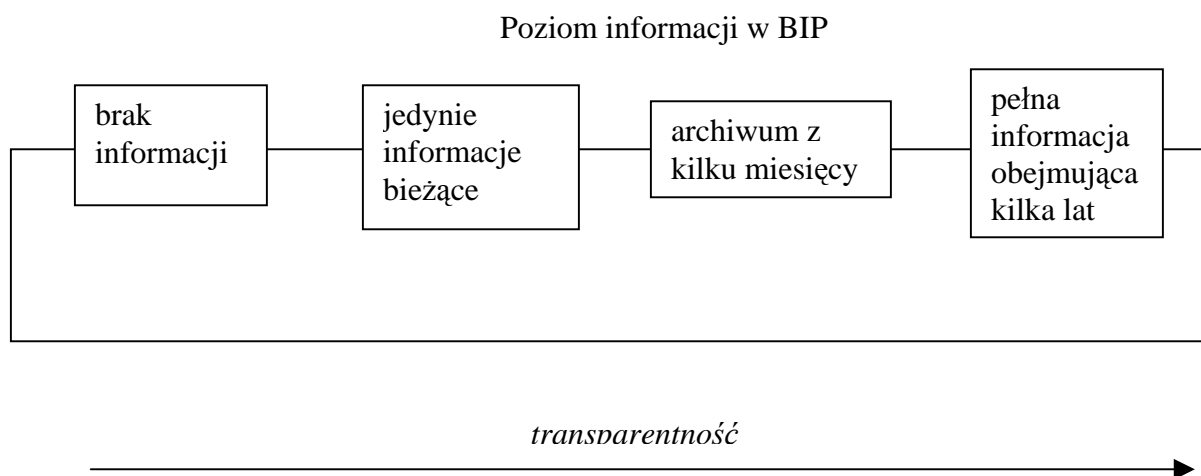 Poziom informacji w BIP
brak
informacji
jedynie
informacje
bieżące
archiwum z
kilku miesięcy
pełna
informacja
obejmująca
kilka lat
transparentność